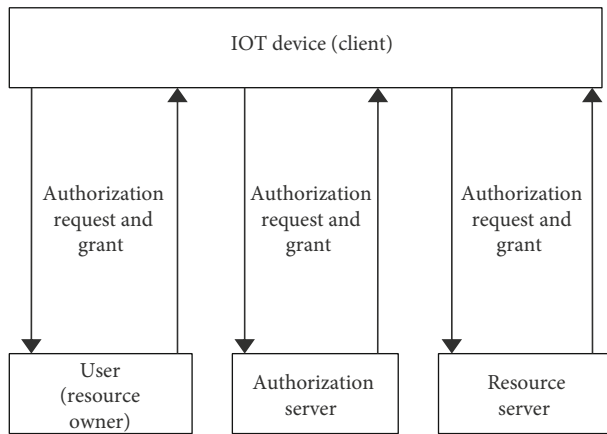 IOT device (client)
Authorization
request and
grant
Authorization
request and
grant
Authorization
request and
grant
User
(resource
owner)
Authorization
server
Resource
server